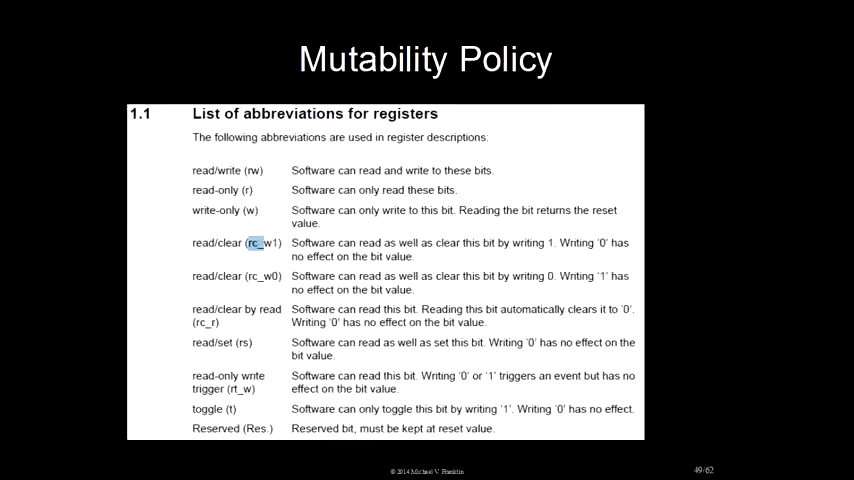 Mutability Policy
1.1 List of abbreviations for registers
The following abbreviations are used in register descriptions:
read/write (rw) Software can read and write to these bits.
read-only (r) Software can only read these bits.
write-only (w) Software can only write to this bit. Reading the bit returns the reset
value.
read/clear (rc_w1) Software can read as well as clear this bit by writing 1. Writing ‘0’ has
no effect on the bit value.
read/clear (rc_w0) Software can read as well as clear this bit by writing 0. Writing ‘1’ has
no effect on the bit value.
read/clear by read Software can read this bit. Reading this bit automatically clears it to ‘0’.
(rc_r) Writing ‘0’ has no effect on the bit value.
read/set (rs) Software can read as well as set this bit. Writing ‘0’ has no effect on the
bit value.
read-only write Software can read this bit. Writing ‘0’ or ‘1’ triggers an event but has no
trigger (rt_w) effect on the bit value.
toggle (t) Software can only toggle this bit by writing ‘1’. Writing ‘0’ has no effect.
Reserved (Res.) Reserved bit, must be kept at reset value.
© 2014 Michael V. Franklin
49/62